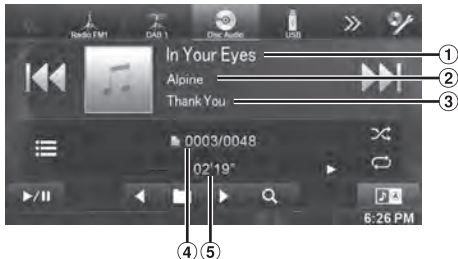 Radio FM1 DAB 1 Disc Audio USB
In Your Eyes ①
Alpine ②
Thank You ③
0003/0048
02'19"
A
6:26 PM
④ ⑤